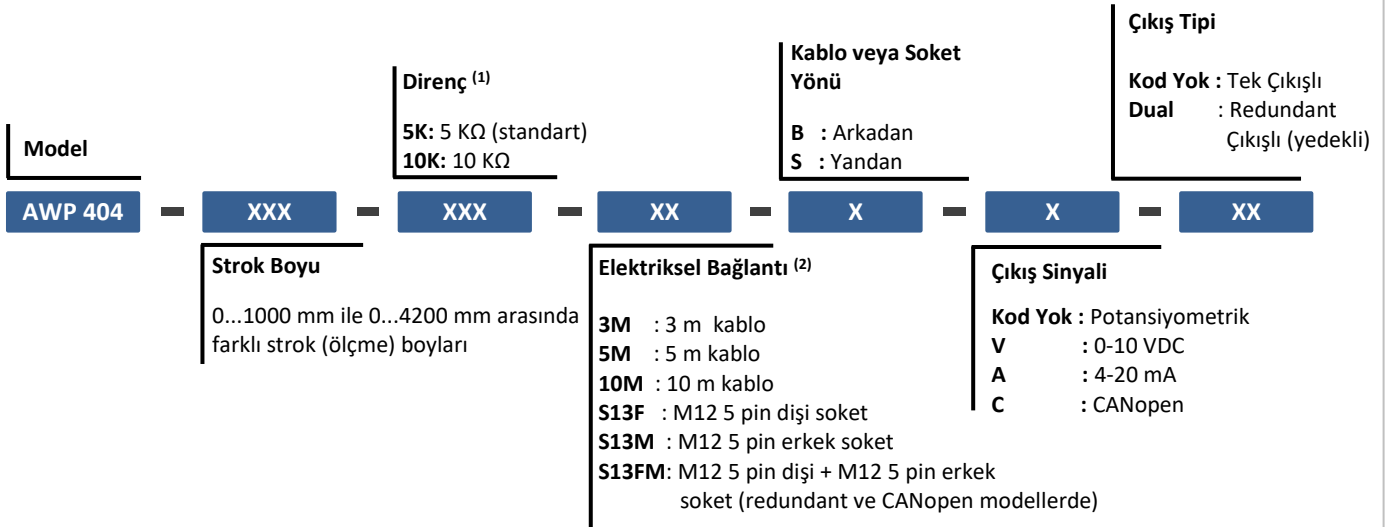 Model
Direnç (1)
5K: 5 KΩ (standart)
10K: 10 KΩ
Kablo veya Soket
Yönü
B : Arkadan
S : Yandan
Çıkış Tipi
Kod Yok : Tek Çıkışlı
Dual : Redundant
Çıkışlı (yedekli)
AWP 404 – XXX – XXX – XX – X – X – XX
Strok Boyu
0...1000 mm ile 0...4200 mm arasında
farklı strok (ölçme) boyları
Elektriksel Bağlantı (2)
3M : 3 m kablo
5M : 5 m kablo
10M : 10 m kablo
S13F : M12 5 pin dişi soket
S13M : M12 5 pin erkek soket
S13FM: M12 5 pin dişi + M12 5 pin erkek
soket (redundant ve CANopen modellerde)
Çıkış Sinyali
Kod Yok : Potansiyometrik
V : 0-10 VDC
A : 4-20 mA
C : CANopen